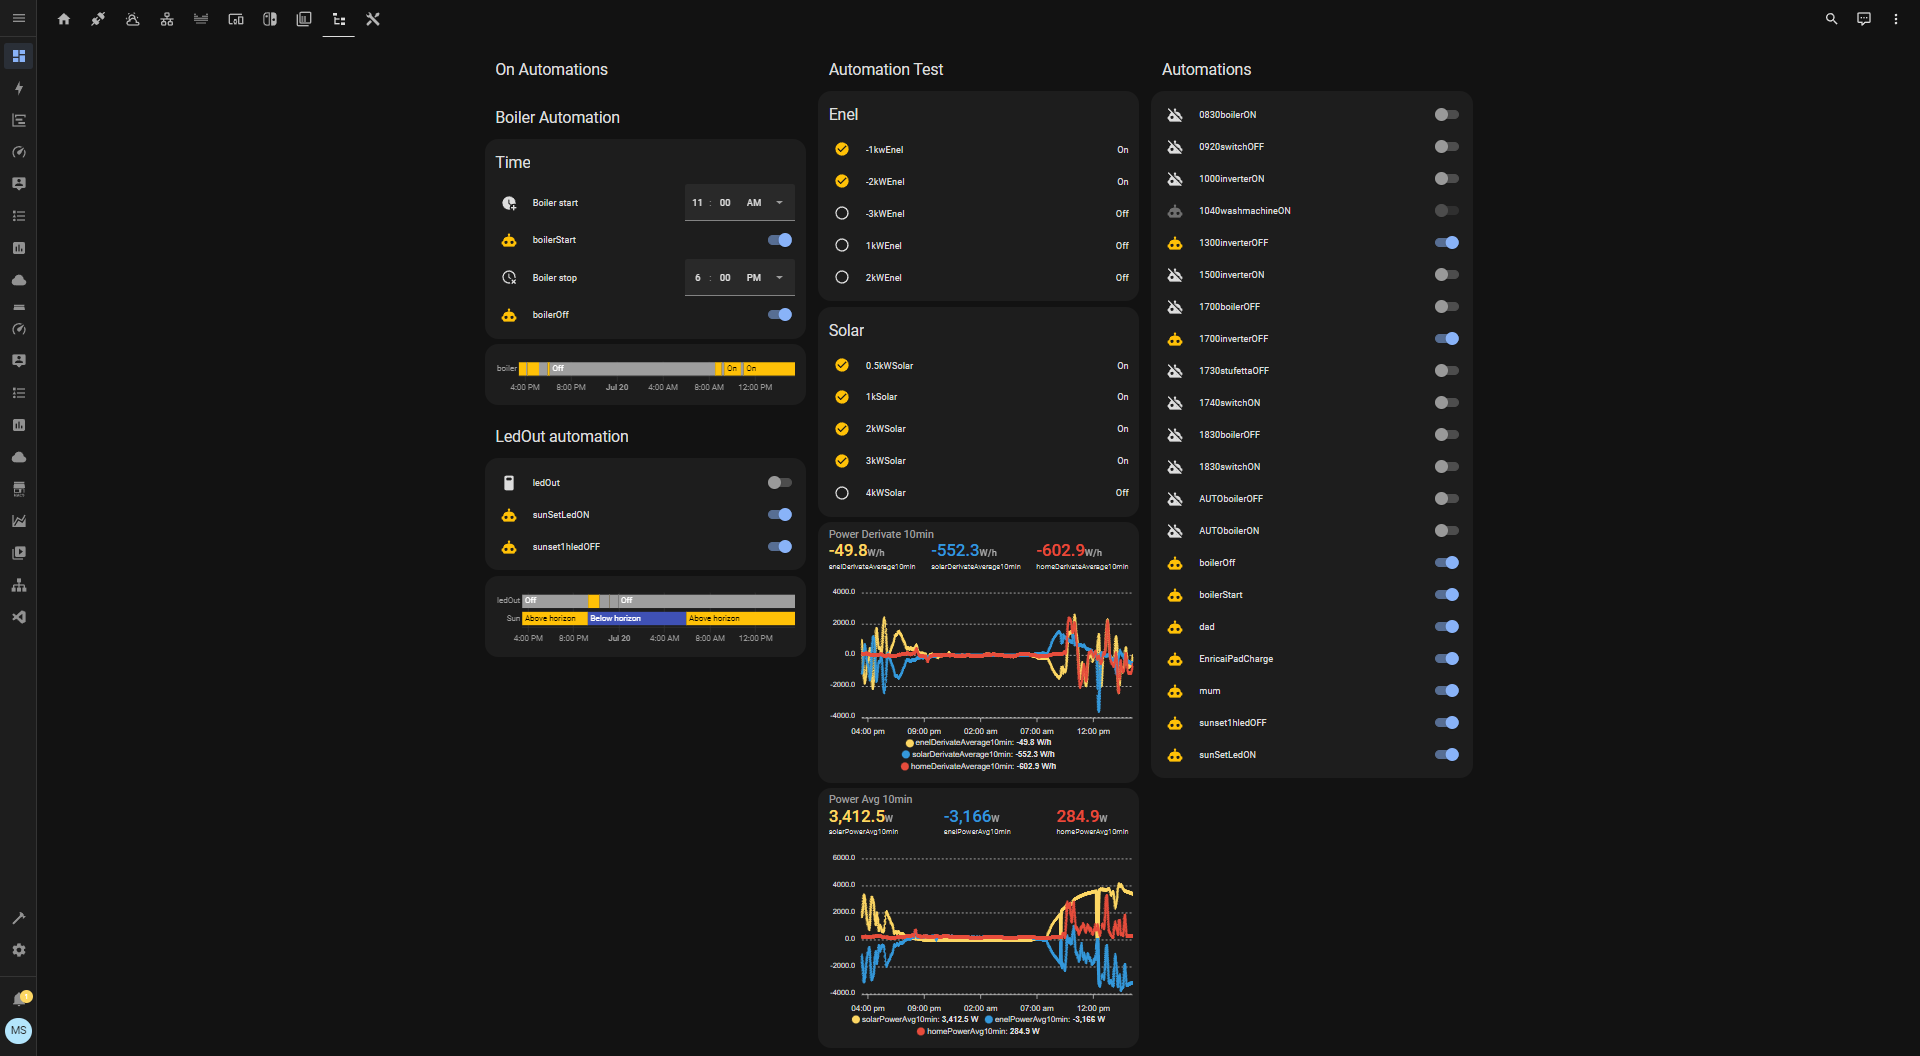 On Automations
Boiler Automation
Time
Boiler start 11 : 00 AM
boilerStart
Boiler stop 6 : 00 PM
boilerOff
boiler Off On On
4:00 PM 8:00 PM Jul 20 4:00 AM 8:00 AM 12:00 PM
LedOut automation
ledOut
sunSetLedON
sunset1hledOFF
ledOut Off Off
Sun Above horizon Below horizon Above horizon
4:00 PM 8:00 PM Jul 20 4:00 AM 8:00 AM 12:00 PM
Automation Test
Enel
-1kwEnel On
-2kWEnel On
-3kWEnel Off
1kWEnel Off
2kWEnel Off
Solar
0.5kWSolar On
1kSolar On
2kWSolar On
3kWSolar On
4kWSolar Off
Power Derivate 10min
-49.8W/h -552.3W/h -602.9W/h
enelDerivateAverage10min solarDerivateAverage10min homeDerivateAverage10min
4000.0
2000.0
0.0
-2000.0
-4000.0
04:00 pm 09:00 pm 02:00 am 07:00 am 12:00 pm
enelDerivateAverage10min: -49.8 W/h
solarDerivateAverage10min: -552.3 W/h
homeDerivateAverage10min: -602.9 W/h
Power Avg 10min
3,412.5W -3,166W 284.9W
solarPowerAvg10min enelPowerAvg10min homePowerAvg10min
6000.0
4000.0
2000.0
0.0
-2000.0
-4000.0
04:00 pm 09:00 pm 02:00 am 07:00 am 12:00 pm
solarPowerAvg10min: 3,412.5 W enelPowerAvg10min: -3,166 W
homePowerAvg10min: 284.9 W
Automations
0830boilerON
0920switchOFF
1000inverterON
1040washmachineON
1300inverterOFF
1500inverterON
1700boilerOFF
1700inverterOFF
1730stufettaOFF
1740switchON
1830boilerOFF
1830switchON
AUTOboilerOFF
AUTOboilerON
boilerOff
boilerStart
dad
EnricaiPadCharge
mum
sunset1hledOFF
sunSetLedON
MS